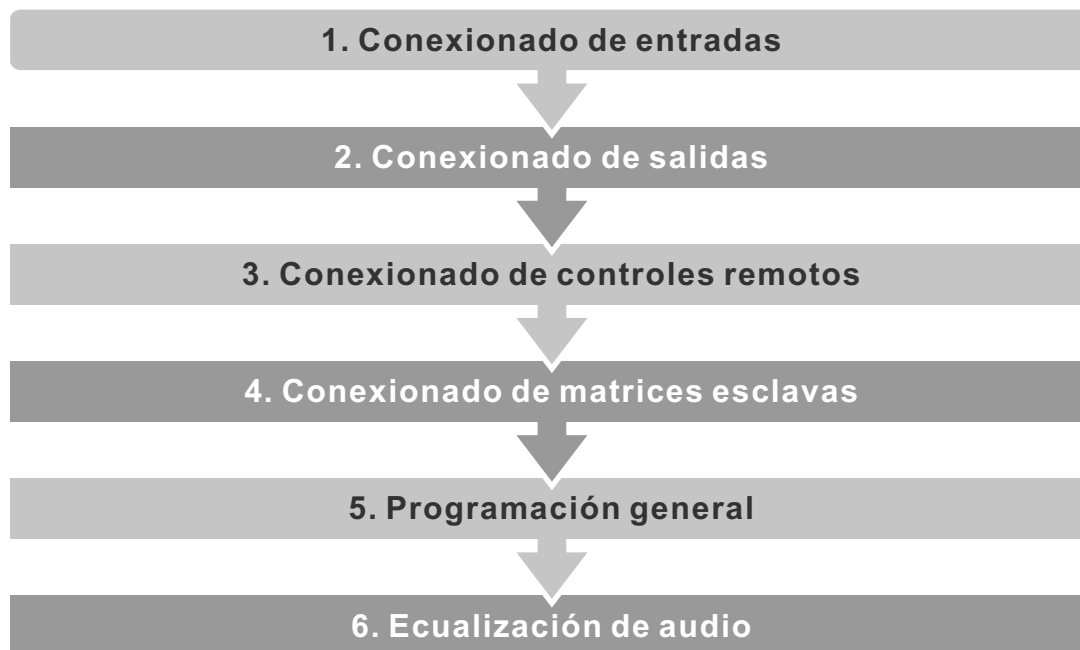 1. Conexionado de entradas
2. Conexionado de salidas
3. Conexionado de controles remotos
4. Conexionado de matrices esclavas
5. Programación general
6. Ecualización de audio